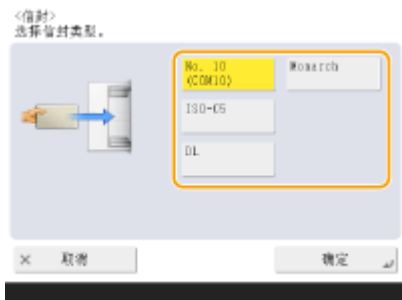 <信封>
选择信封类型。
No. 10
(COM10)
Monarch
ISO-C5
DL
× 取消
确定